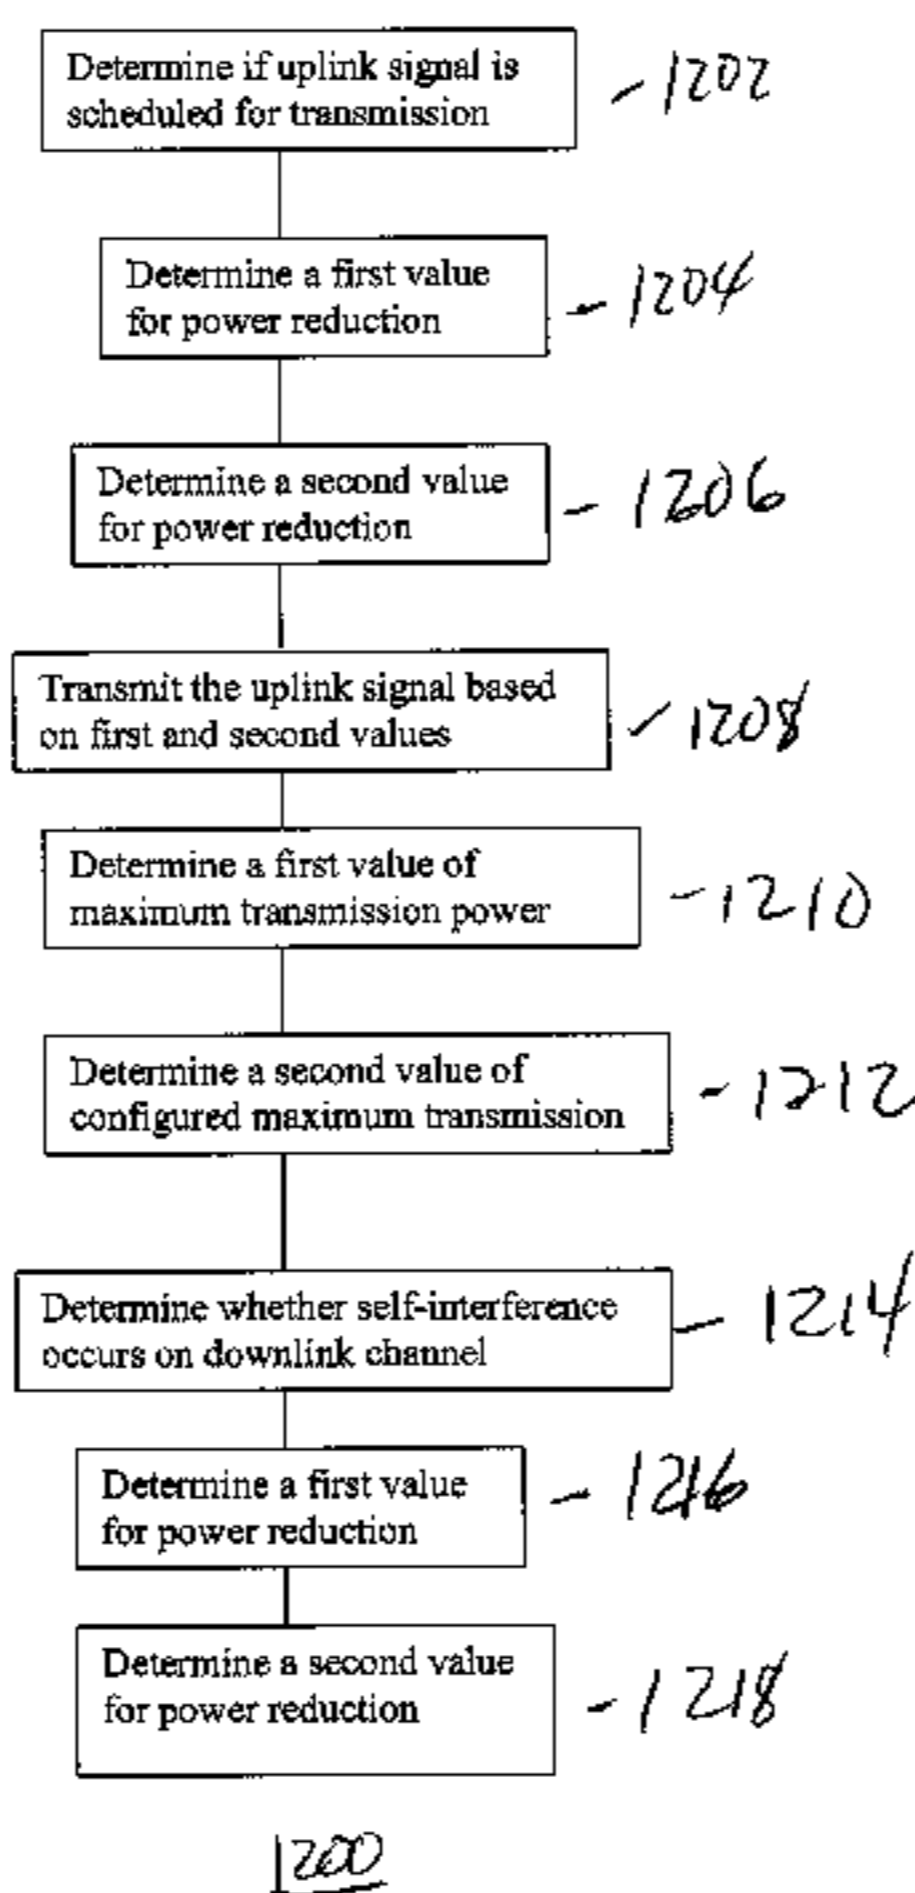 Determine if uplink signal is
scheduled for transmission
-1202
Determine a first value
for power reduction
-1204
Determine a second value
for power reduction
-1206
Transmit the uplink signal based
on first and second values
-1208
Determine a first value of
maximum transmission power
-1210
Determine a second value of
configured maximum transmission
-1212
Determine whether self-interference
occurs on downlink channel
-1214
Determine a first value
for power reduction
-1216
Determine a second value
for power reduction
-1218
1200